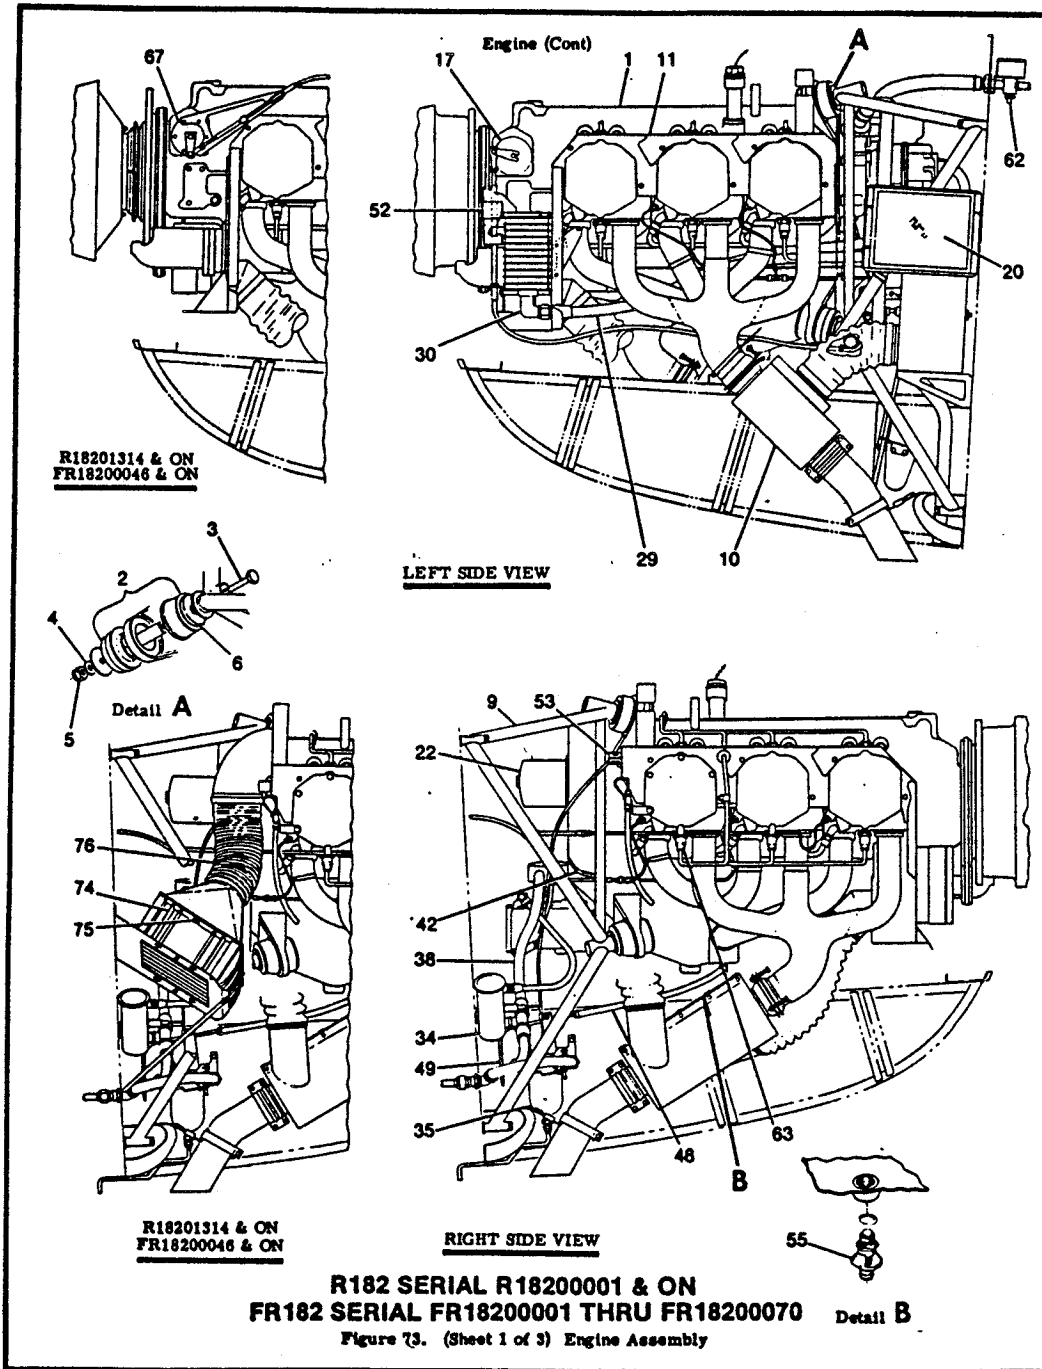 Engine (Cont)
A
67
17
1
11
62
52
20
30
R18201314 & ON
FR18200046 & ON
29
10
LEFT SIDE VIEW
3
2
4
6
5
Detail A
9
53
22
76
74
75
42
38
34
49
35
63
48
B
55
R18201314 & ON
FR18200046 & ON
RIGHT SIDE VIEW
R182 SERIAL R18200001 & ON
FR182 SERIAL FR18200001 THRU FR18200070
Detail B
Figure 73. (Sheet 1 of 3) Engine Assembly